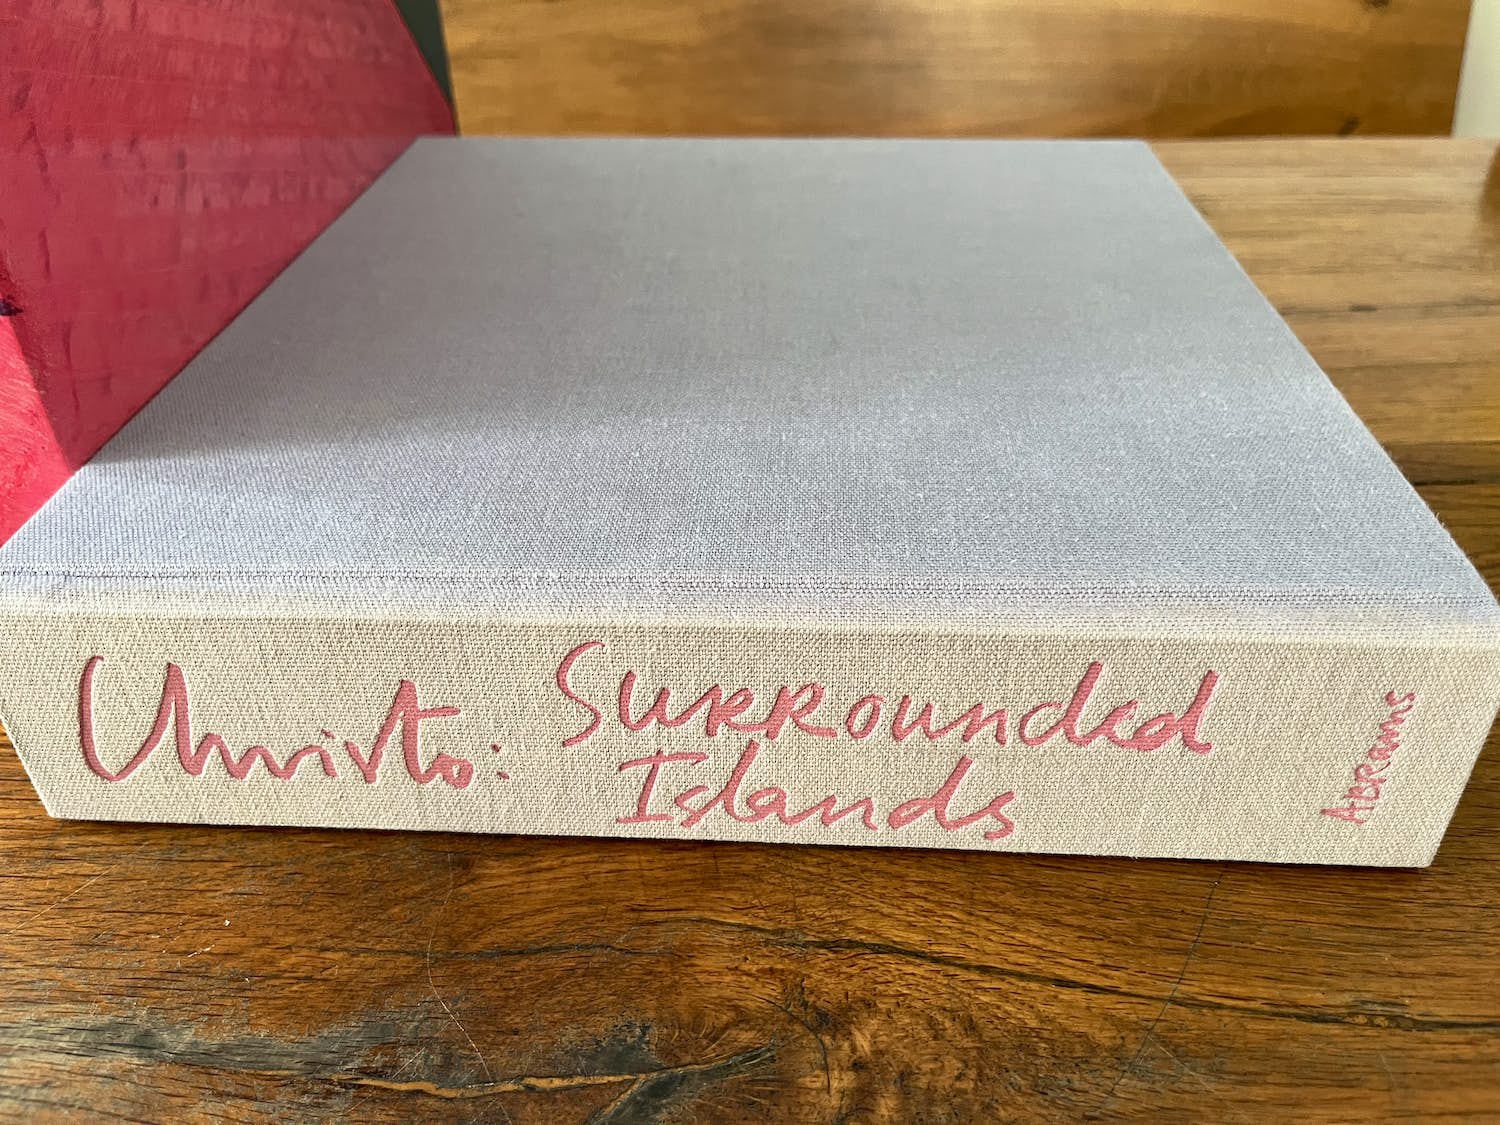 Christo:
Surrounded
Islands
Abrams